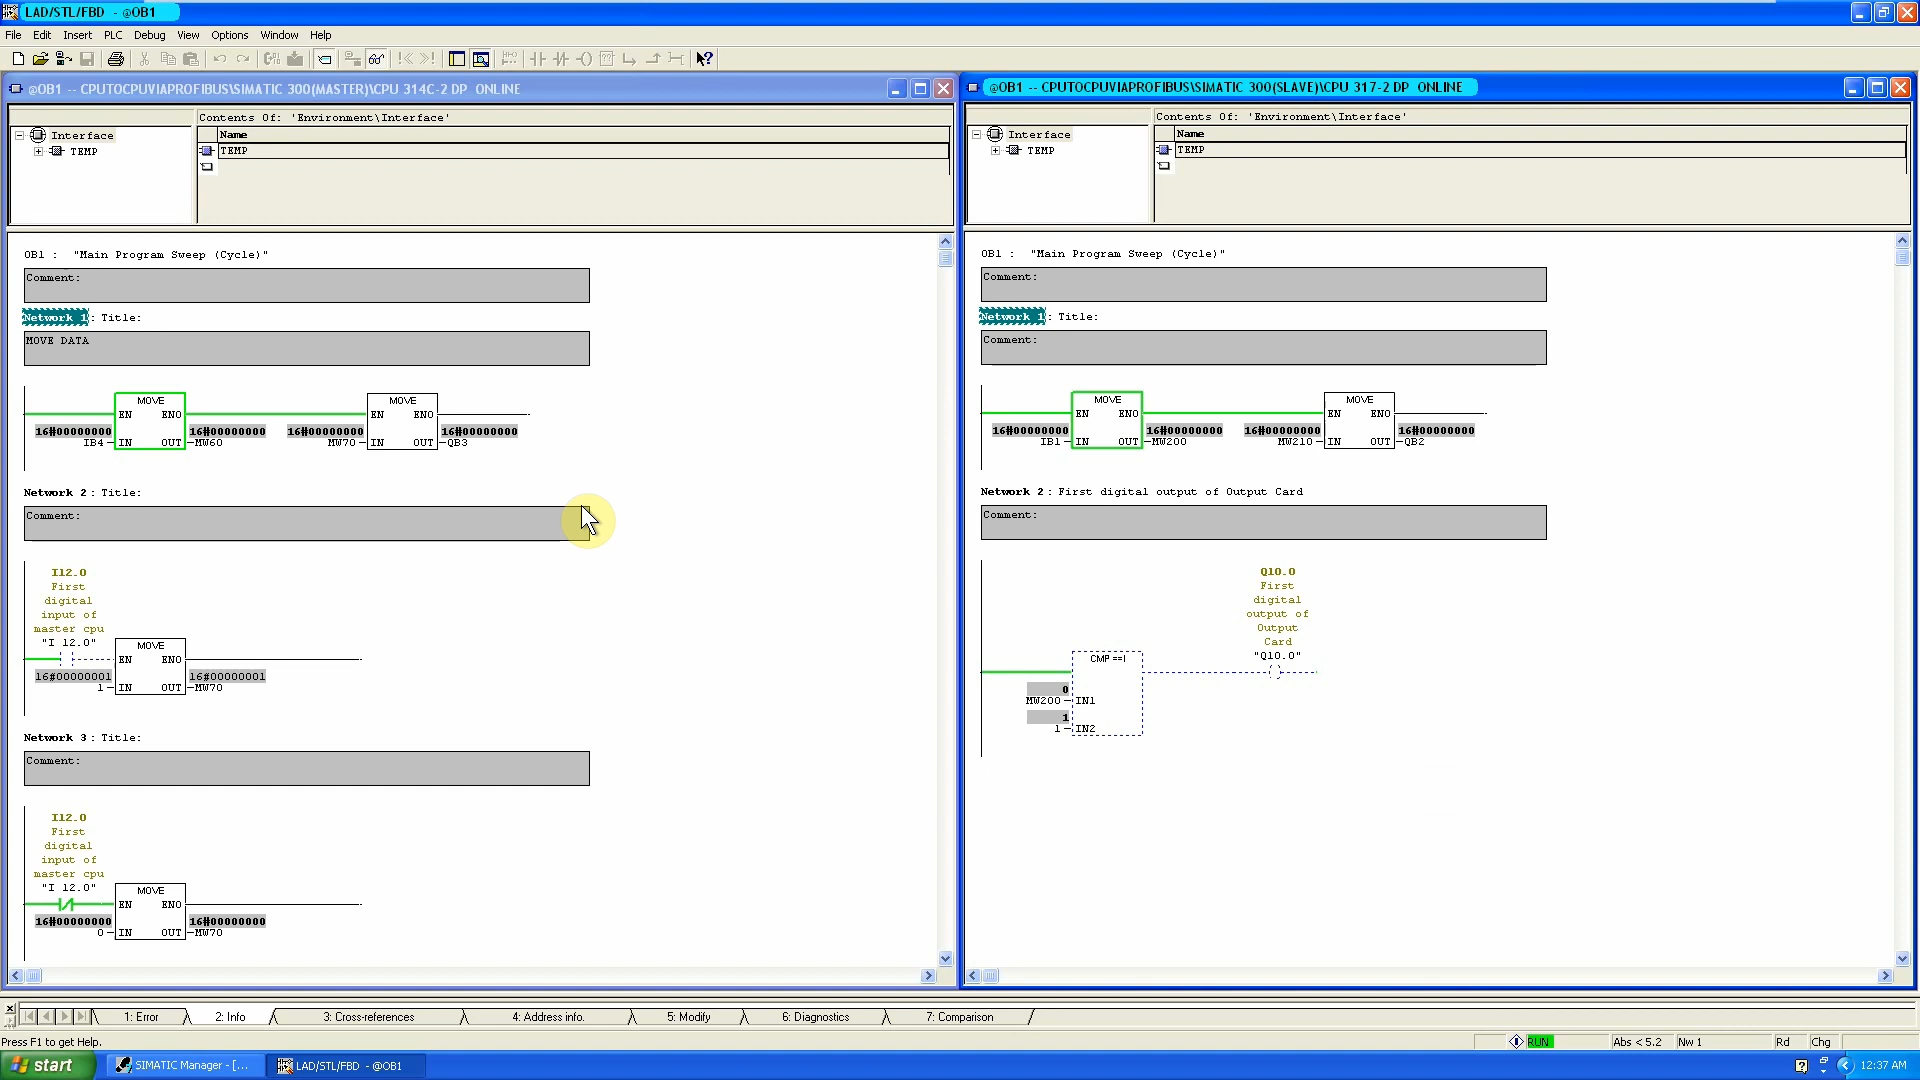 LAD/STL/FBD - @OB1
File Edit Insert PLC Debug View Options Window Help
@OB1 -- CPUTOCPUVIAPROFIBUS\SIMATIC 300(MASTER)\CPU 314C-2 DP ONLINE
Contents Of: 'Environment\Interface'
Interface
TEMP
Name
TEMP
OB1 : "Main Program Sweep (Cycle)"
Comment:
Network 1: Title:
MOVE DATA
MOVE
EN ENO
16#00000000
IB4 IN OUT MW60
16#00000000
MOVE
EN ENO
16#00000000
MW70 IN OUT QB3
16#00000000
Network 2: Title:
Comment:
I12.0
First
digital
input of
master cpu
"I 12.0"
MOVE
EN ENO
16#00000001 16#00000001
1 IN OUT MW70
Network 3: Title:
Comment:
I12.0
First
digital
input of
master cpu
"I 12.0"
MOVE
EN ENO
16#00000000 16#00000000
0 IN OUT MW70
@OB1 -- CPUTOCPUVIAPROFIBUS\SIMATIC 300(SLAVE)\CPU 317-2 DP ONLINE
Contents Of: 'Environment\Interface'
Interface
TEMP
Name
TEMP
OB1 : "Main Program Sweep (Cycle)"
Comment:
Network 1: Title:
Comment:
MOVE
EN ENO
16#00000000
IB1 IN OUT MW200
16#00000000
MOVE
EN ENO
16#00000000
MW210 IN OUT QB2
16#00000000
Network 2: First digital output of Output Card
Comment:
Q10.0
First
digital
output of
Output
Card
"Q10.0"
CMP ==I
0
MW200 IN1
1
1 IN2
1: Error 2: Info 3: Cross-references 4: Address info. 5: Modify 6: Diagnostics 7: Comparison
Press F1 to get Help.
RUN Abs < 5.2 Nw 1 Rd Chg
start SIMATIC Manager - [... LAD/STL/FBD - @OB1 12:37 AM